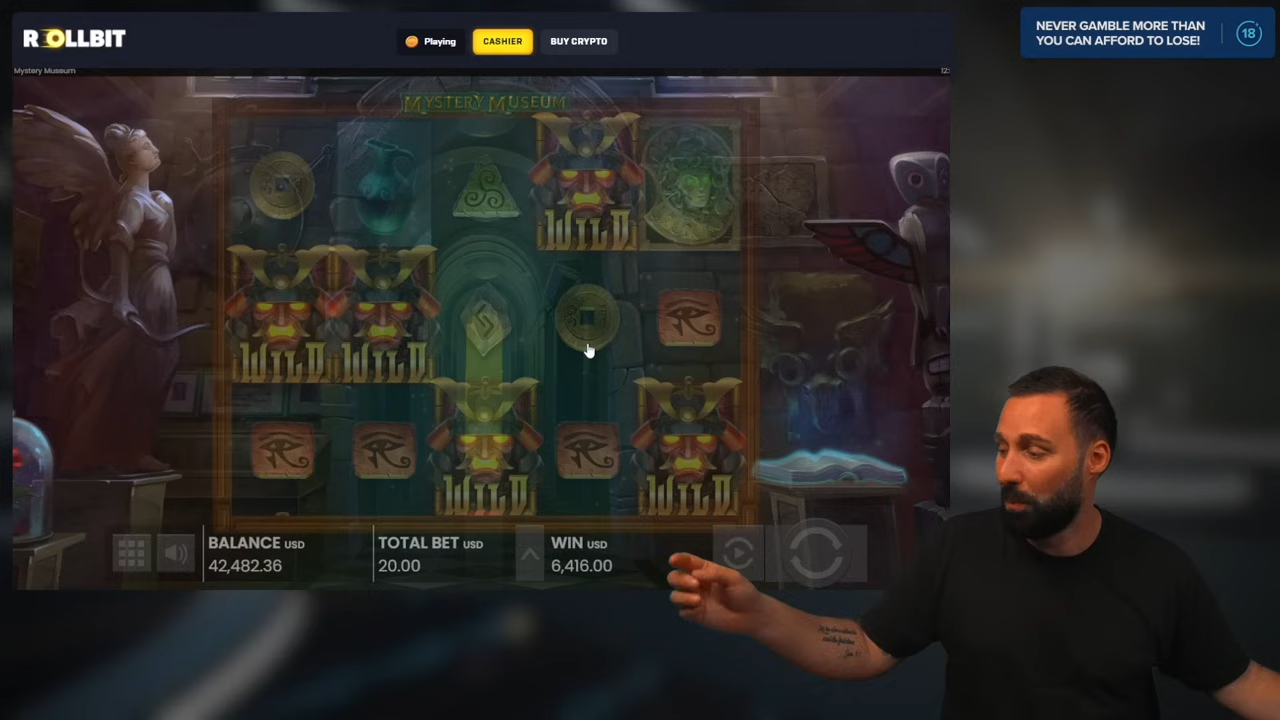 ROLLBIT
Playing
CASHIER
BUY CRYPTO
NEVER GAMBLE MORE THAN
YOU CAN AFFORD TO LOSE!
18+
Mystery Museum
12:
MYSTERY MUSEUM
WILD
WILD
WILD
WILD
WILD
BALANCE USD
42,482.36
TOTAL BET USD
20.00
WIN USD
6,416.00